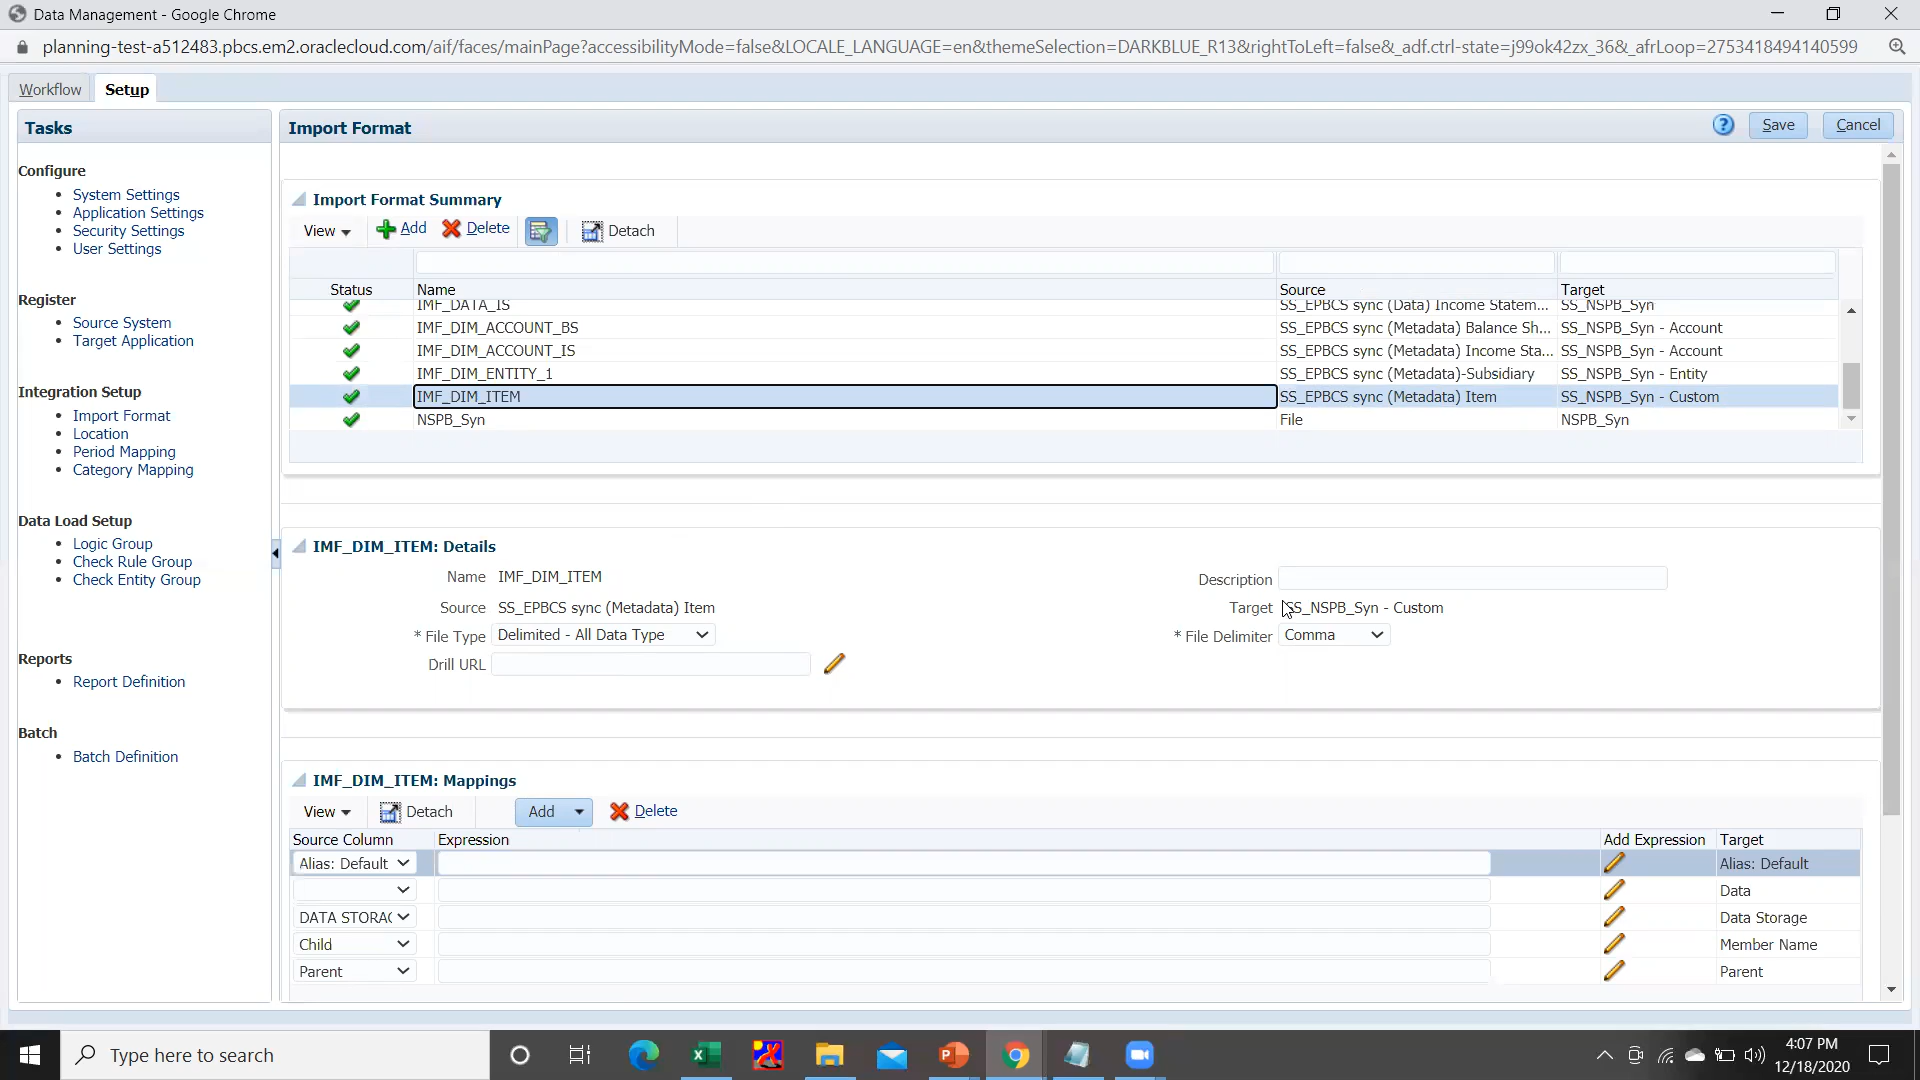 Data Management - Google Chrome
planning-test-a512483.pbcs.em2.oraclecloud.com/aif/faces/mainPage?accessibilityMode=false&LOCALE_LANGUAGE=en&themeSelection=DARKBLUE_R13&rightToLeft=false&_adf.ctrl-state=j99ok42zx_36&_afrLoop=2753418494140599
Workflow Setup
Tasks
Configure
System Settings
Application Settings
Security Settings
User Settings
Register
Source System
Target Application
Integration Setup
Import Format
Location
Period Mapping
Category Mapping
Data Load Setup
Logic Group
Check Rule Group
Check Entity Group
Reports
Report Definition
Batch
Batch Definition
Import Format ? Save Cancel
Import Format Summary
View Add Delete Detach
Status Name Source Target
IMF_DATA_IS SS_EPBCS sync (Data) Income Statem... SS_NSPB_Syn
IMF_DIM_ACCOUNT_BS SS_EPBCS sync (Metadata) Balance Sh... SS_NSPB_Syn - Account
IMF_DIM_ACCOUNT_IS SS_EPBCS sync (Metadata) Income Sta... SS_NSPB_Syn - Account
IMF_DIM_ENTITY_1 SS_EPBCS sync (Metadata)-Subsidiary SS_NSPB_Syn - Entity
IMF_DIM_ITEM SS_EPBCS sync (Metadata) Item SS_NSPB_Syn - Custom
NSPB_Syn File NSPB_Syn
IMF_DIM_ITEM: Details
Name IMF_DIM_ITEM Description
Source SS_EPBCS sync (Metadata) Item Target SS_NSPB_Syn - Custom
* File Type Delimited - All Data Type * File Delimiter Comma
Drill URL
IMF_DIM_ITEM: Mappings
View Detach Add Delete
Source Column Expression Add Expression Target
Alias: Default Alias: Default
Data
DATA STORAG Data Storage
Child Member Name
Parent Parent
Type here to search
4:07 PM
12/18/2020